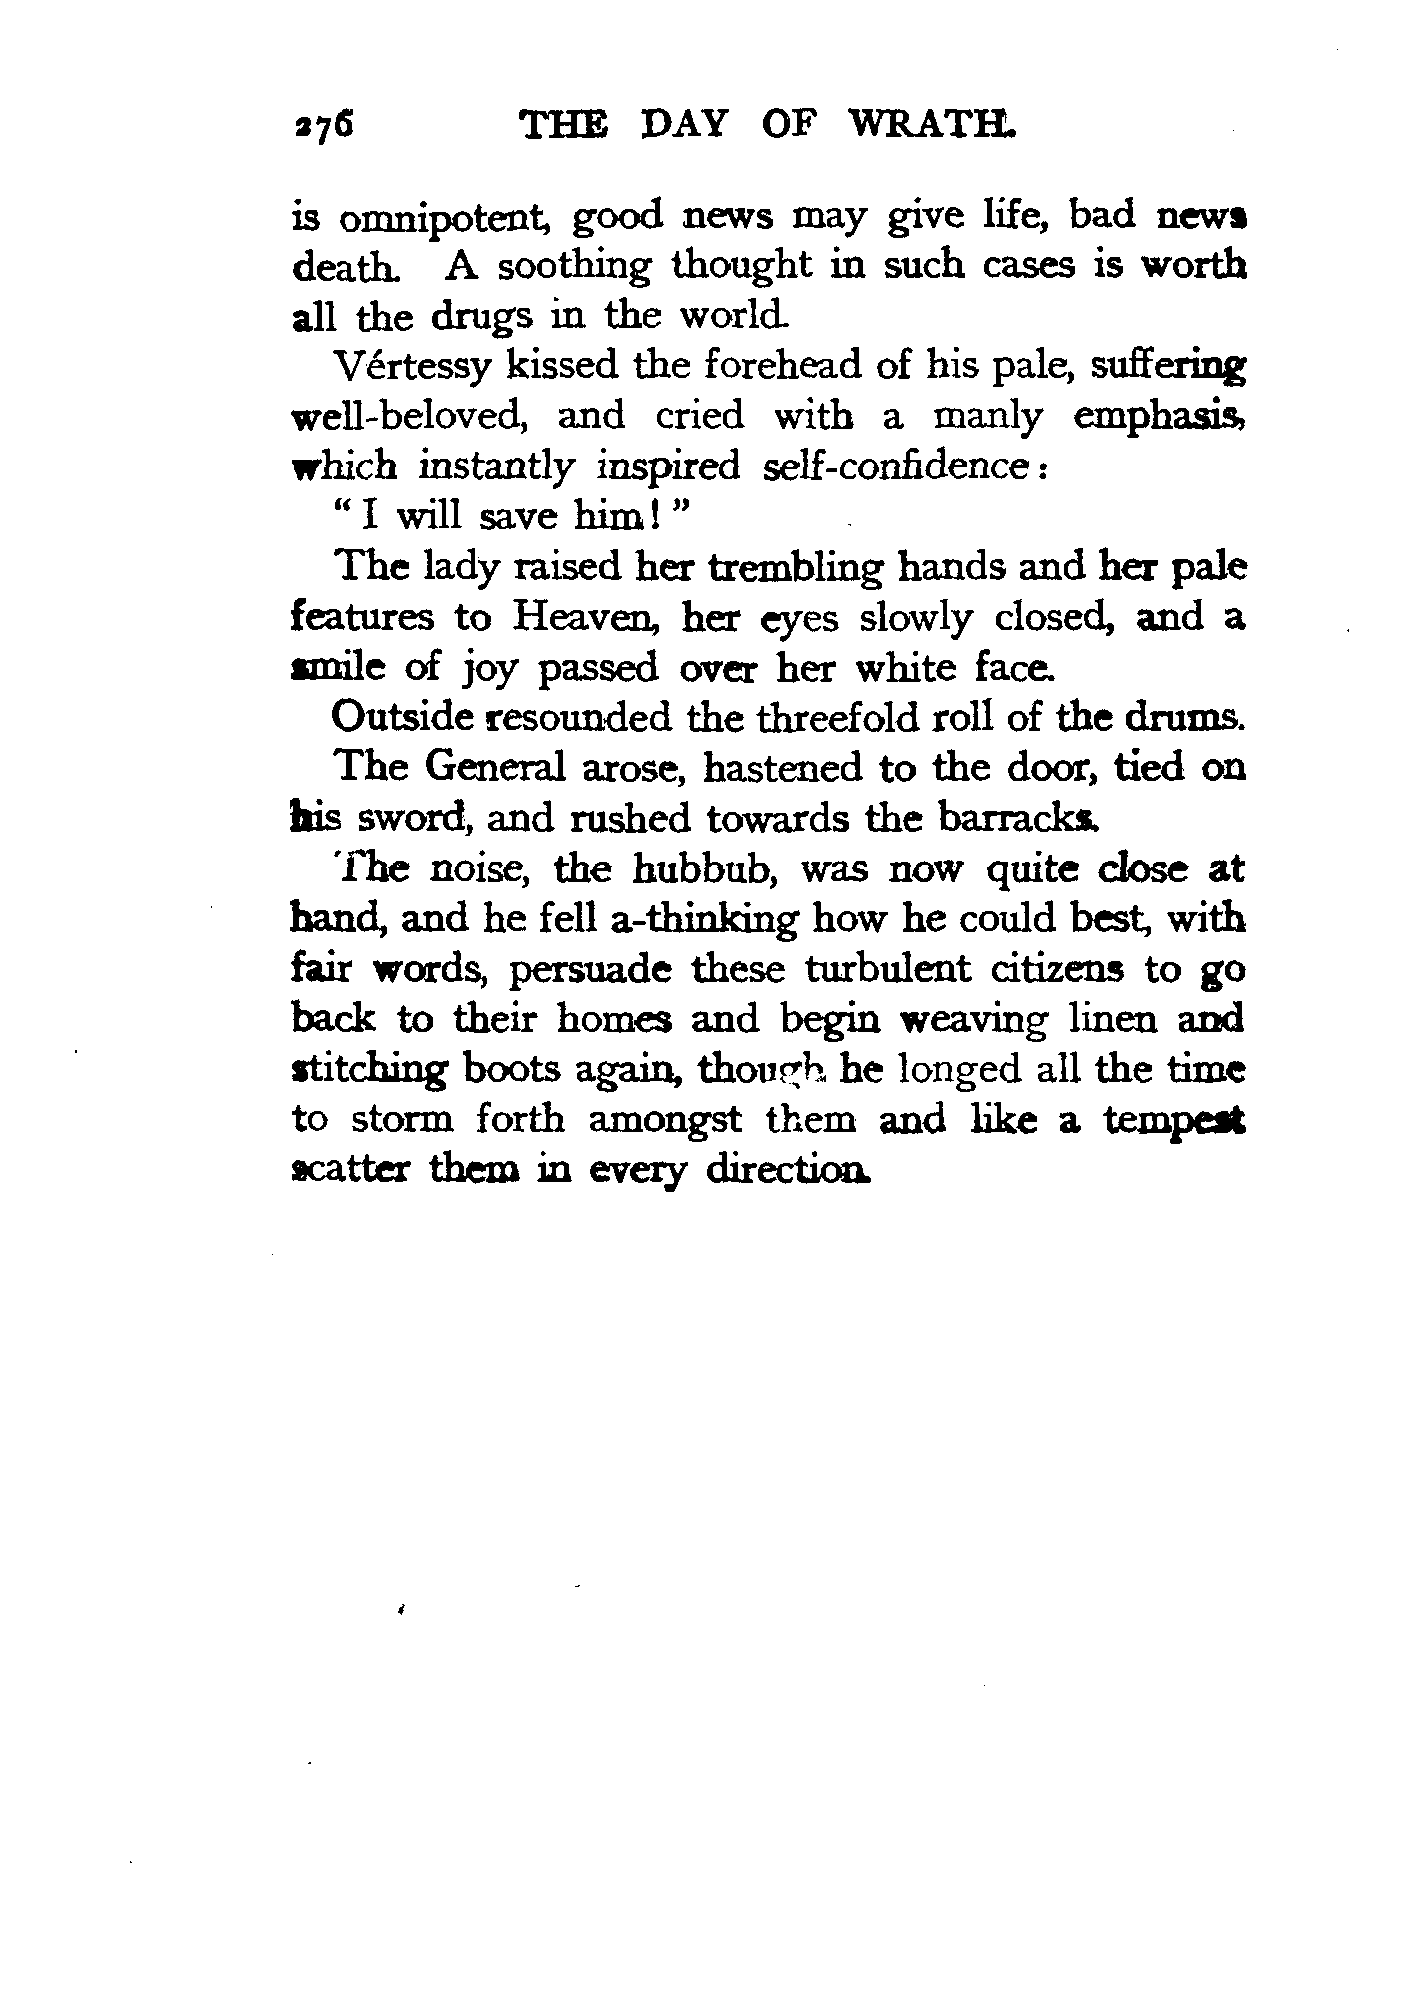 276 THE DAY OF WRATH.
is omnipotent, good news may give life, bad news
death. A soothing thought in such cases is worth
all the drugs in the world.
Vértessy kissed the forehead of his pale, suffering
well-beloved, and cried with a manly emphasis,
which instantly inspired self-confidence:
“ I will save him! ”
The lady raised her trembling hands and her pale
features to Heaven, her eyes slowly closed, and a
smile of joy passed over her white face.
Outside resounded the threefold roll of the drums.
The General arose, hastened to the door, tied on
his sword, and rushed towards the barracks.
The noise, the hubbub, was now quite close at
hand, and he fell a-thinking how he could best, with
fair words, persuade these turbulent citizens to go
back to their homes and begin weaving linen and
stitching boots again, though he longed all the time
to storm forth amongst them and like a tempest
scatter them in every direction.